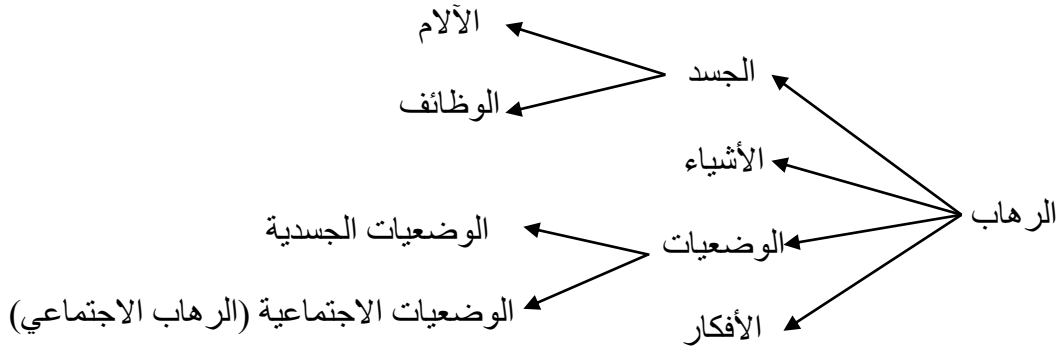 الآلام
الجسد
الوظائف
الأشياء
الرهاب
الوضعيات الجسدية
الوضعيات
الوضعيات الاجتماعية (الرهاب الاجتماعي)
الأفكار